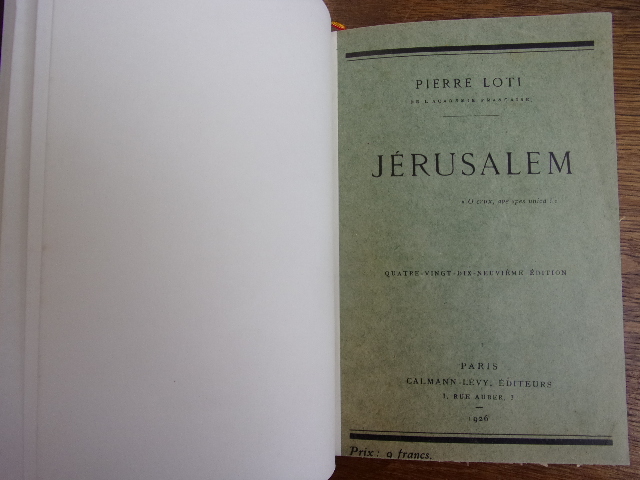 PIERRE LOTI
DE L'ACADÉMIE FRANÇAISE
JÉRUSALEM
« O crux, ave spes unica ! »
QUATRE-VINGT-DIX-NEUVIÈME ÉDITION
PARIS
CALMANN-LÉVY, ÉDITEURS
3, RUE AUBER, 3
1926
Prix : 9 francs.